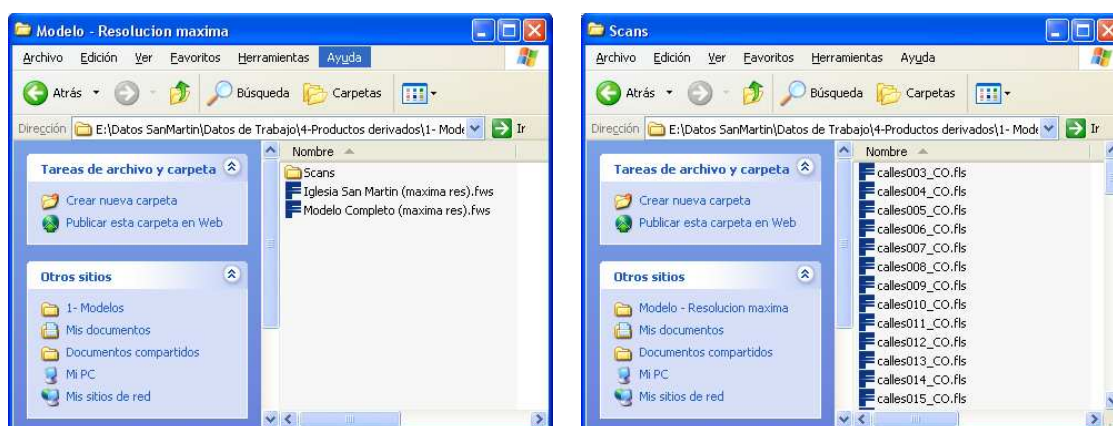 Modelo - Resolucion maxima
Archivo Edición Ver Favoritos Herramientas Ayuda
Atrás Búsqueda Carpetas
Dirección E:\Datos SanMartin\Datos de Trabajo\4-Productos derivados\1- Mode Ir
Tareas de archivo y carpeta
Crear nueva carpeta
Publicar esta carpeta en Web
Otros sitios
1- Modelos
Mis documentos
Documentos compartidos
Mi PC
Mis sitios de red
Nombre
Scans
Iglesia San Martin (maxima res).fws
Modelo Completo (maxima res).fws
Scans
Archivo Edición Ver Favoritos Herramientas Ayuda
Atrás Búsqueda Carpetas
Dirección E:\Datos SanMartin\Datos de Trabajo\4-Productos derivados\1- Mode Ir
Tareas de archivo y carpeta
Crear nueva carpeta
Publicar esta carpeta en Web
Otros sitios
Modelo - Resolucion maxima
Mis documentos
Documentos compartidos
Mi PC
Mis sitios de red
Nombre
calles003_CO.fls
calles004_CO.fls
calles005_CO.fls
calles006_CO.fls
calles007_CO.fls
calles008_CO.fls
calles009_CO.fls
calles010_CO.fls
calles011_CO.fls
calles012_CO.fls
calles013_CO.fls
calles014_CO.fls
calles015_CO.fls